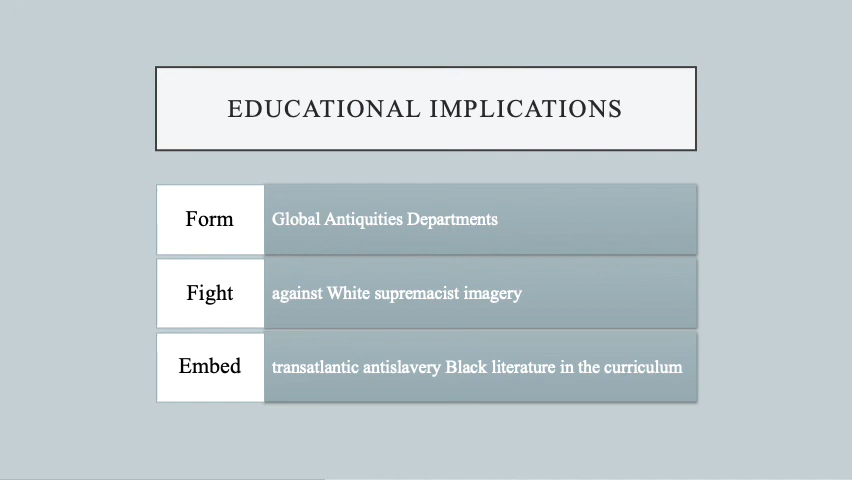 EDUCATIONAL IMPLICATIONS
Form
Global Antiquities Departments
Fight
against White supremacist imagery
Embed
transatlantic antislavery Black literature in the curriculum